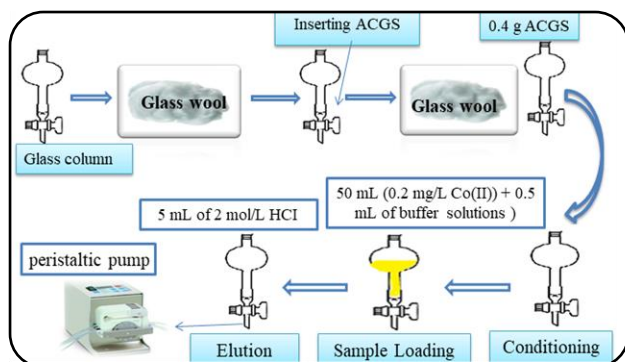 Inserting ACGS
0.4 g ACGS
Glass wool
Glass wool
Glass column
5 mL of 2 mol/L HCI
50 mL (0.2 mg/L Co(II)) + 0.5
mL of buffer solutions )
peristaltic pump
Elution
Sample Loading
Conditioning